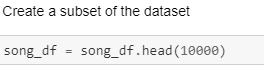 Create a subset of the dataset
song_df = song_df.head(10000)